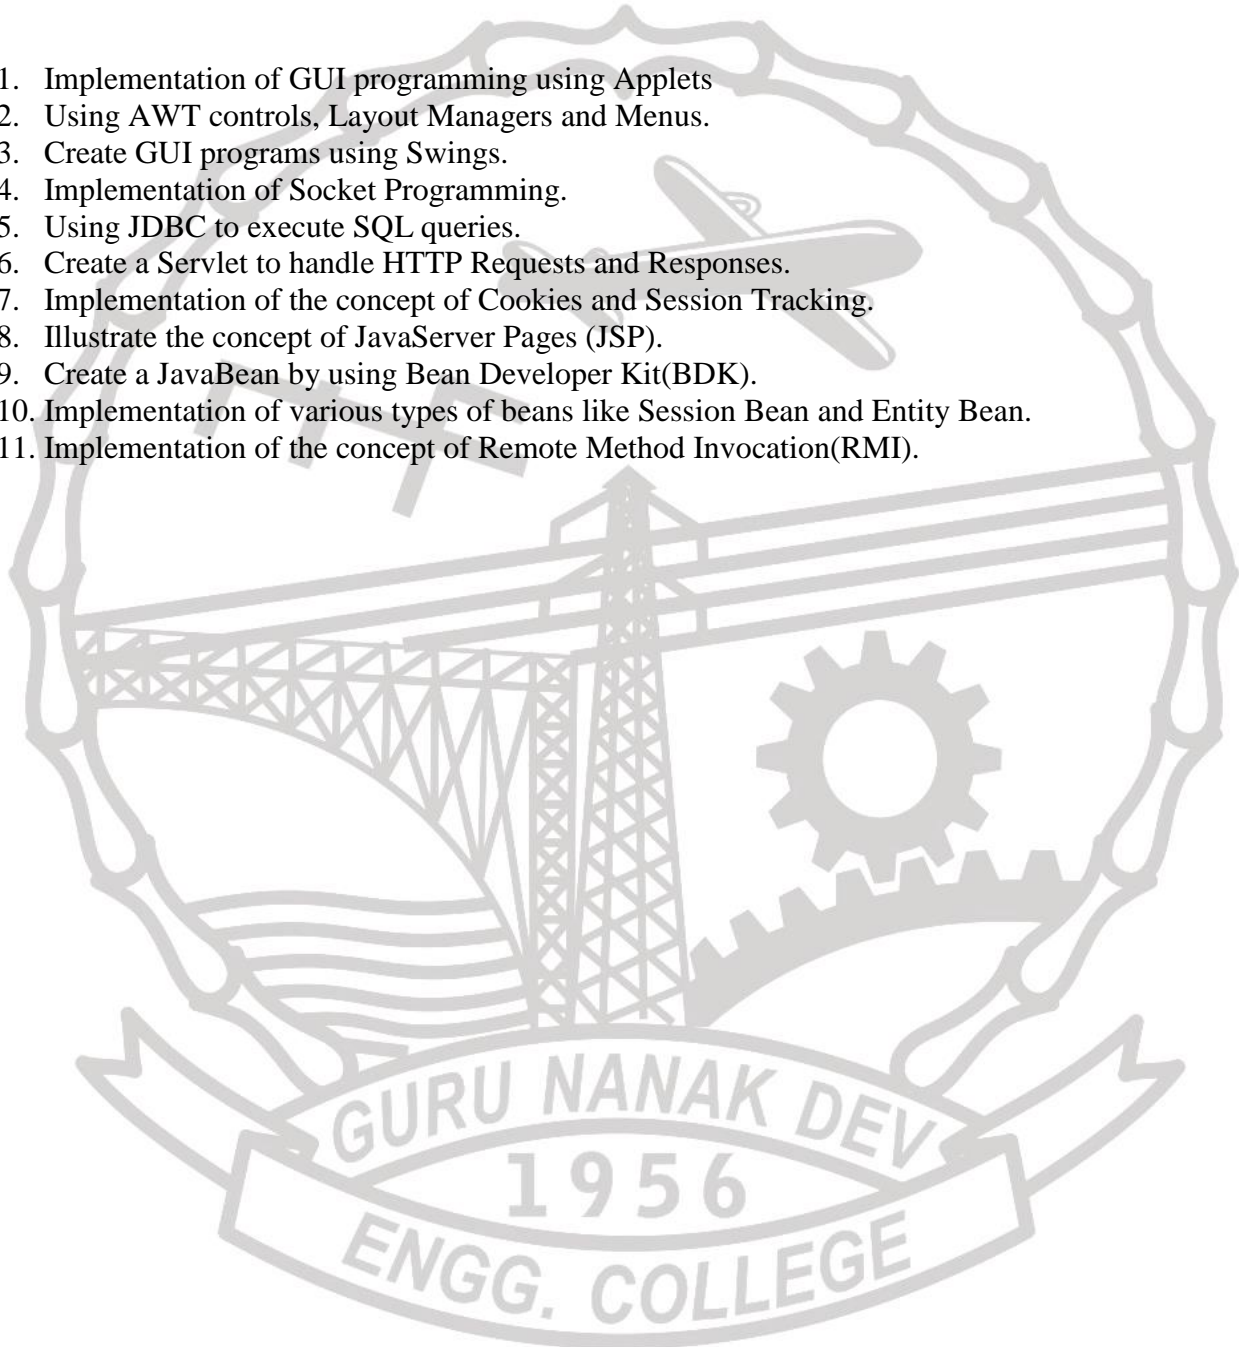 1. Implementation of GUI programming using Applets
2. Using AWT controls, Layout Managers and Menus.
3. Create GUI programs using Swings.
4. Implementation of Socket Programming.
5. Using JDBC to execute SQL queries.
6. Create a Servlet to handle HTTP Requests and Responses.
7. Implementation of the concept of Cookies and Session Tracking.
8. Illustrate the concept of JavaServer Pages (JSP).
9. Create a JavaBean by using Bean Developer Kit(BDK).
10. Implementation of various types of beans like Session Bean and Entity Bean.
11. Implementation of the concept of Remote Method Invocation(RMI).
GURU NANAK DEV
1956
ENGG. COLLEGE